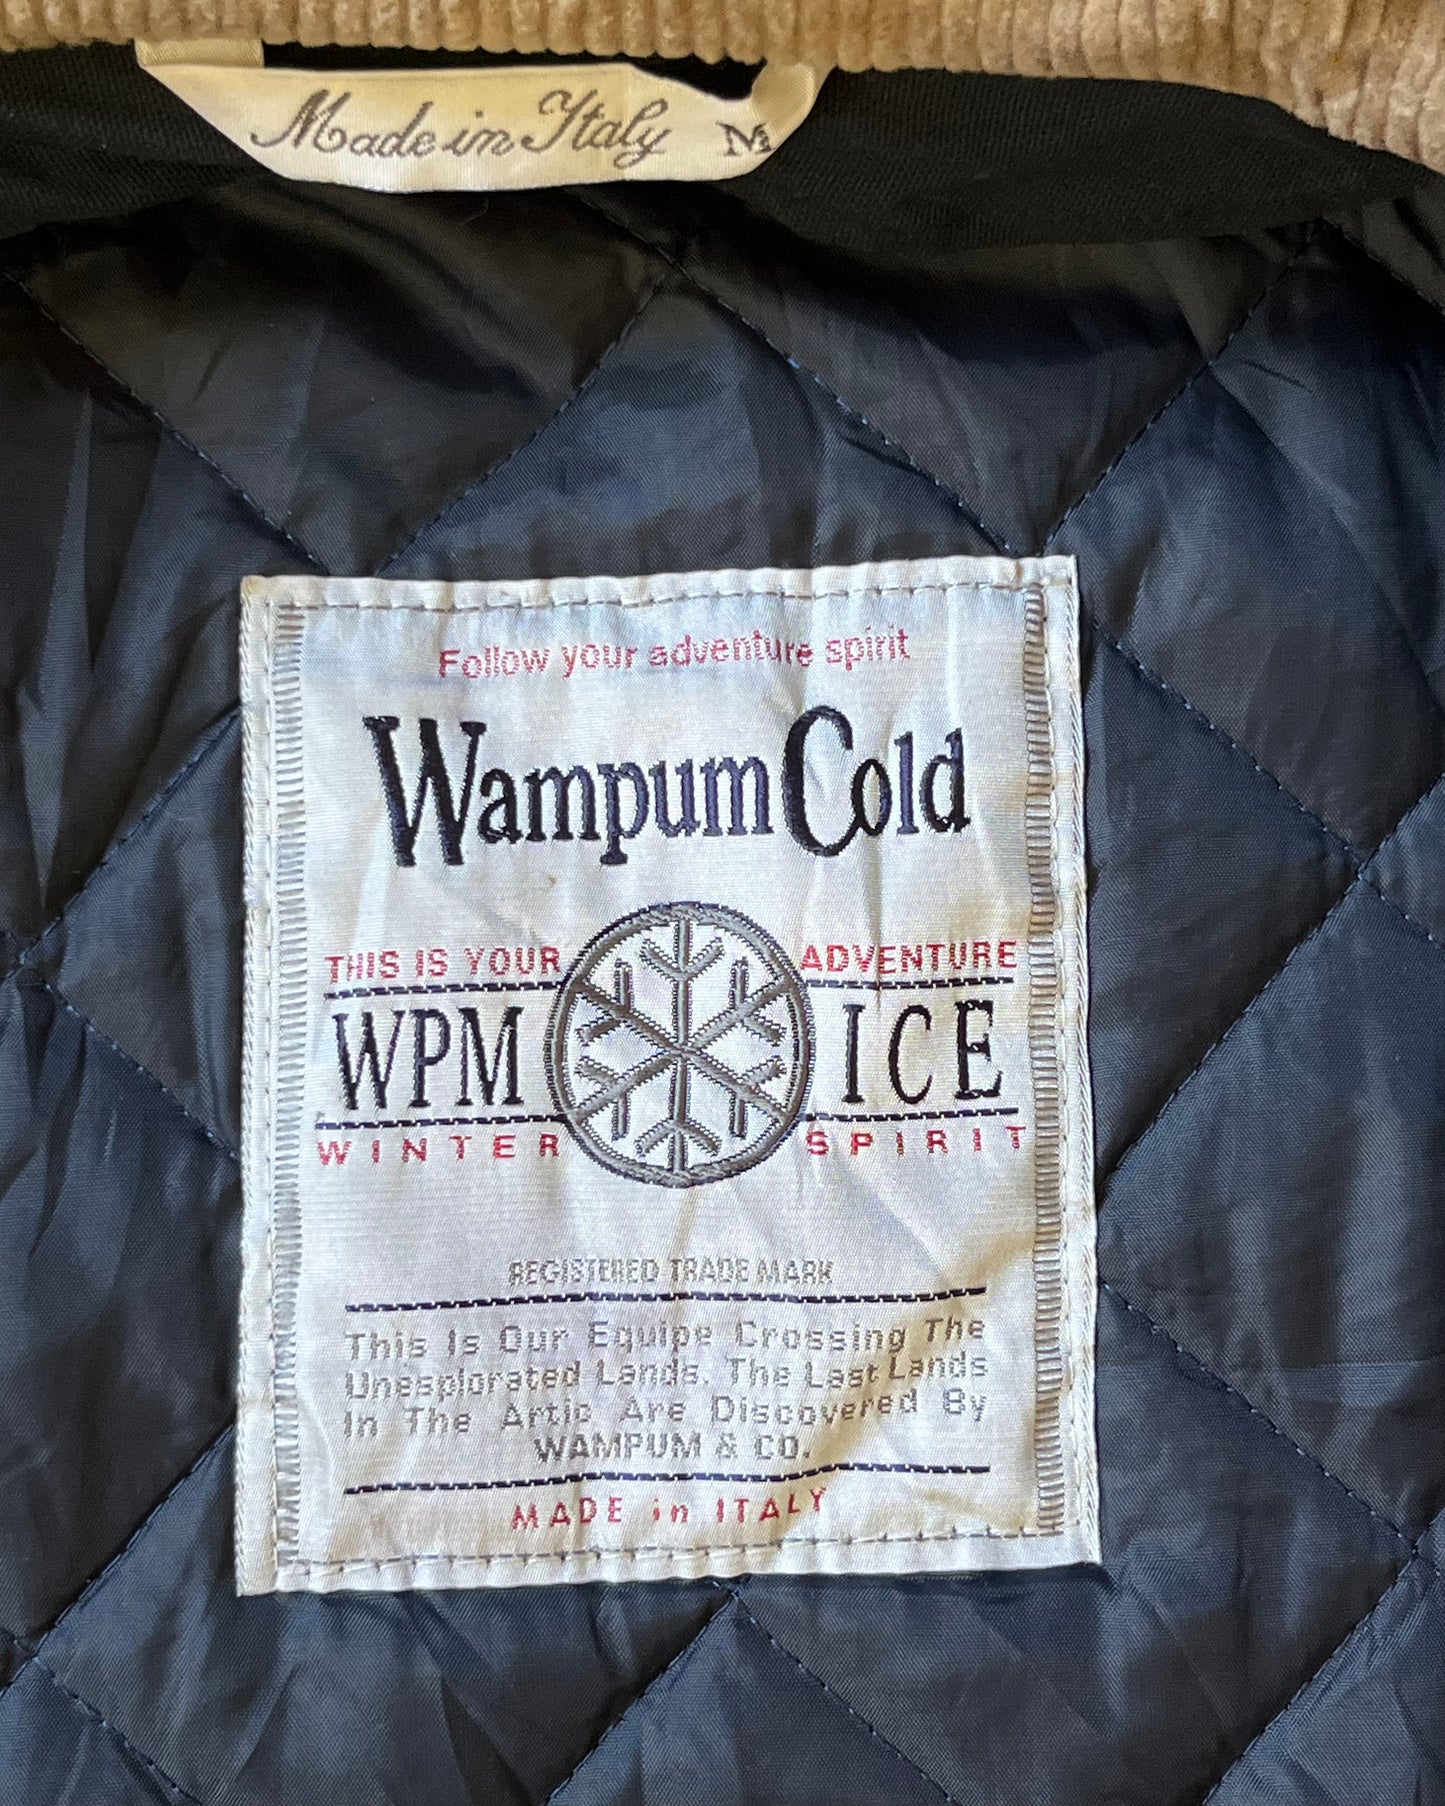 Made in Italy M
Follow your adventure spirit
Wampum Cold
THIS IS YOUR ADVENTURE
WPM ICE
WINTER SPIRIT
REGISTERED TRADE MARK
This Is Our Equipe Crossing The
Unesplorated Lands. The Last Lands
In The Artic Are Discovered By
WAMPUM & CO.
MADE in ITALY